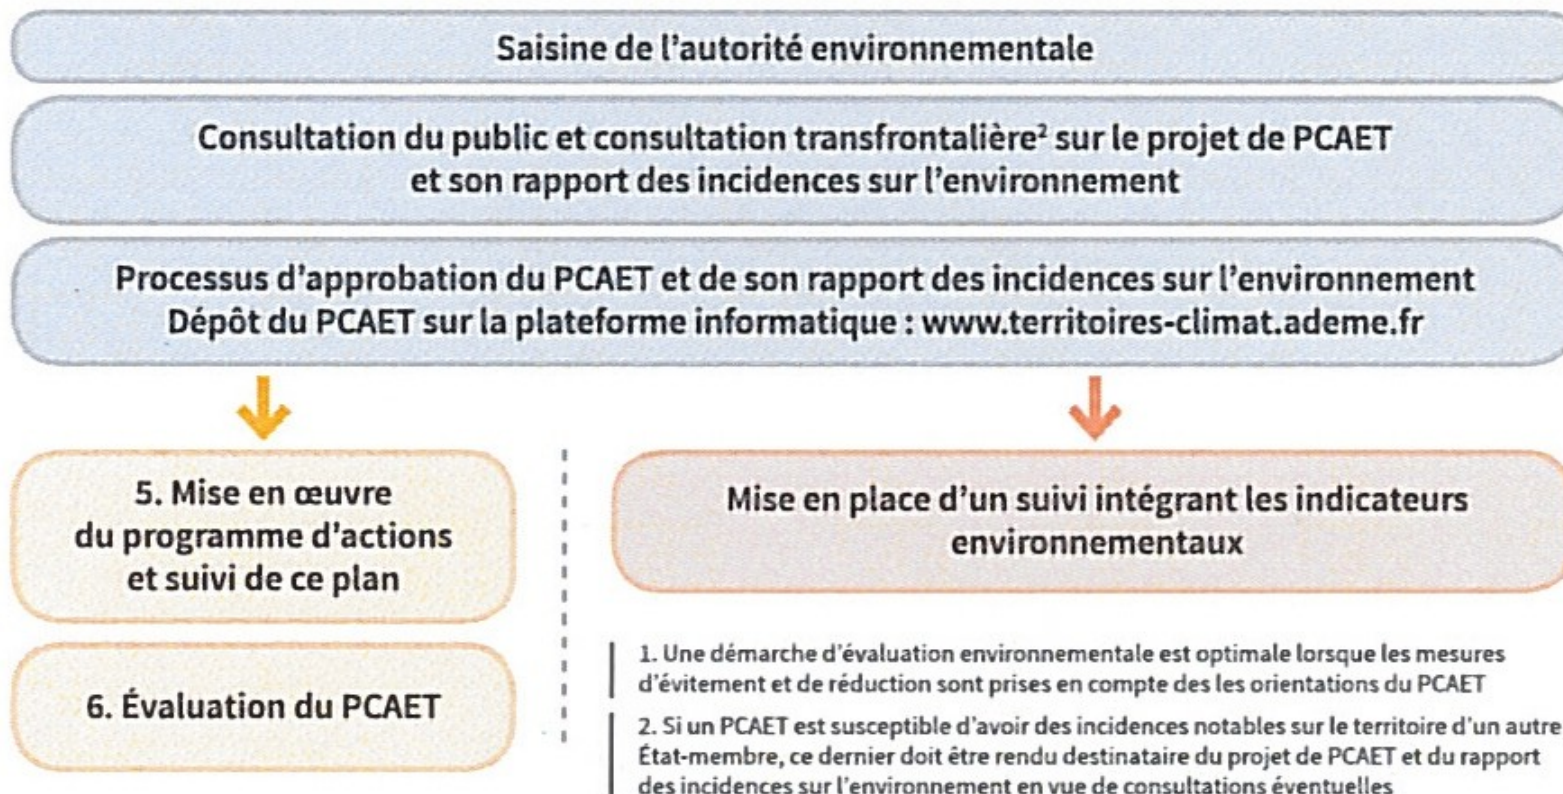 Saisine de l’autorité environnementale
Consultation du public et consultation transfrontalière² sur le projet de PCAET
et son rapport des incidences sur l’environnement
Processus d’approbation du PCAET et de son rapport des incidences sur l’environnement
Dépôt du PCAET sur la plateforme informatique : www.territoires-climat.ademe.fr
5. Mise en œuvre
du programme d’actions
et suivi de ce plan
6. Évaluation du PCAET
Mise en place d’un suivi intégrant les indicateurs
environnementaux
1. Une démarche d’évaluation environnementale est optimale lorsque les mesures
d’évitement et de réduction sont prises en compte des les orientations du PCAET
2. Si un PCAET est susceptible d’avoir des incidences notables sur le territoire d’un autre
État-membre, ce dernier doit être rendu destinataire du projet de PCAET et du rapport
des incidences sur l’environnement en vue de consultations éventuelles